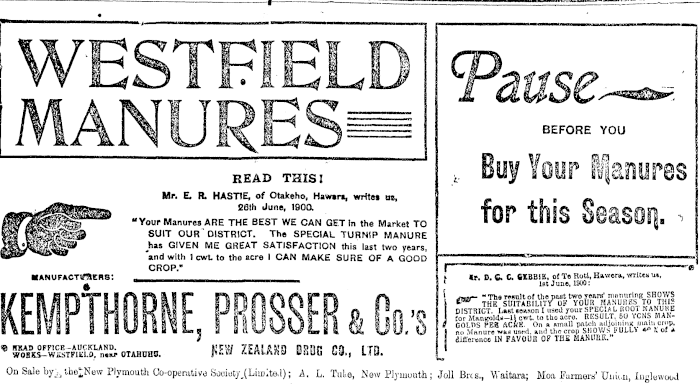 WESTFIELD
MANURES
READ THIS!
Mr. E. R. HASTIE, of Otakeho, Hawera, writes us,
26th June, 1900.
"Your Manures ARE THE BEST WE CAN GET in the Market TO
SUIT OUR DISTRICT. The SPECIAL TURNIP MANURE
has GIVEN ME GREAT SATISFACTION this last two years,
and with 1 cwt to the acre I CAN MAKE SURE OF A GOOD
CROP."
MANUFACTURERS:
KEMPTHORNE, PROSSER & Co.'s
NEW ZEALAND DRUG CO., LTD.
HEAD OFFICE—AUCKLAND.
WORKS—WESTFIELD, near OTAHUHU.
Pause
BEFORE YOU
Buy Your Manures
for this Season.
Mr. D. G. C. GEBBIE, of Te Roti, Hawera, writes us,
1st June, 1900:
"The result of the past two years' manuring SHOWS
THE SUITABILITY OF YOUR MANURES TO THIS
DISTRICT. Last season I used your SPECIAL ROOT MANURE
for Mangolds—1½ cwt. to the acre. RESULT, 50 TONS MAN-
GOLDS PER ACRE. On a small patch adjoining main crop,
no Manure was used, and the crop SHOWS FULLY of a
difference IN FAVOUR OF THE MANURE."
On Sale by the New Plymouth Co-operative Society (Limited); A. L. Tuke, New Plymouth; Joll Bros., Waitara; Moa Farmers' Union, Inglewood